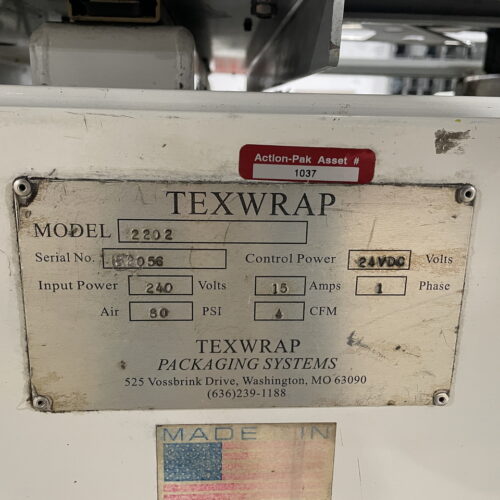 Action-Pak Asset #
1037
TEXWRAP
MODEL 2202
Serial No. 2056 Control Power 24VDC Volts
Input Power 240 Volts 15 Amps 1 Phase
Air 80 PSI 4 CFM
TEXWRAP
PACKAGING SYSTEMS
525 Vossbrink Drive, Washington, MO 63090
(636)239-1188
MADE IN